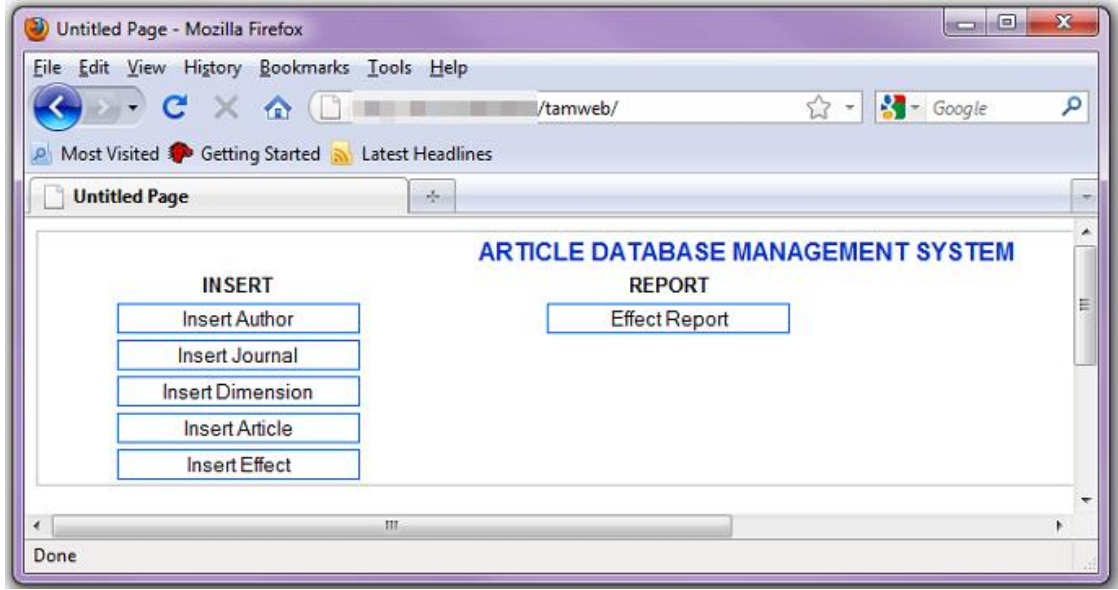 Untitled Page - Mozilla Firefox
File Edit View History Bookmarks Tools Help
/tamweb/ Google
Most Visited Getting Started Latest Headlines
Untitled Page
ARTICLE DATABASE MANAGEMENT SYSTEM
INSERT REPORT
Insert Author Effect Report
Insert Journal
Insert Dimension
Insert Article
Insert Effect
Done